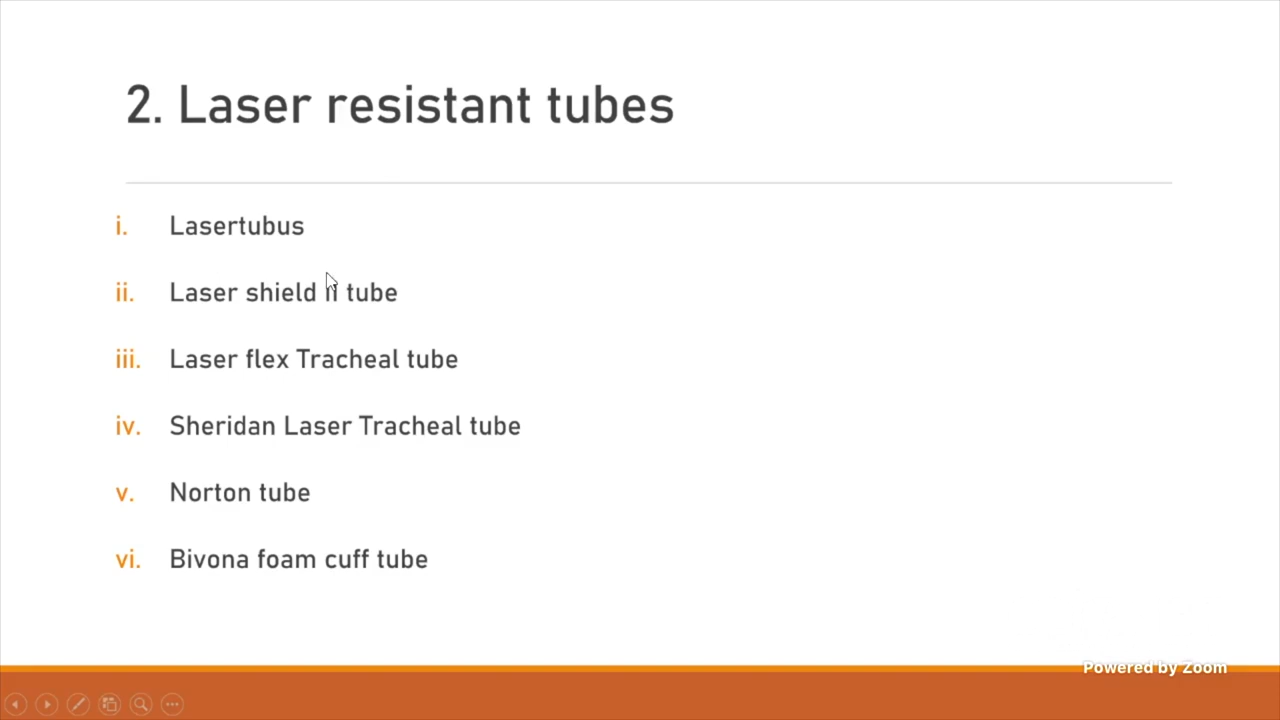 2. Laser resistant tubes
i. Lasertubus
ii. Laser shield ii tube
iii. Laser flex Tracheal tube
iv. Sheridan Laser Tracheal tube
v. Norton tube
vi. Bivona foam cuff tube
Powered by Zoom